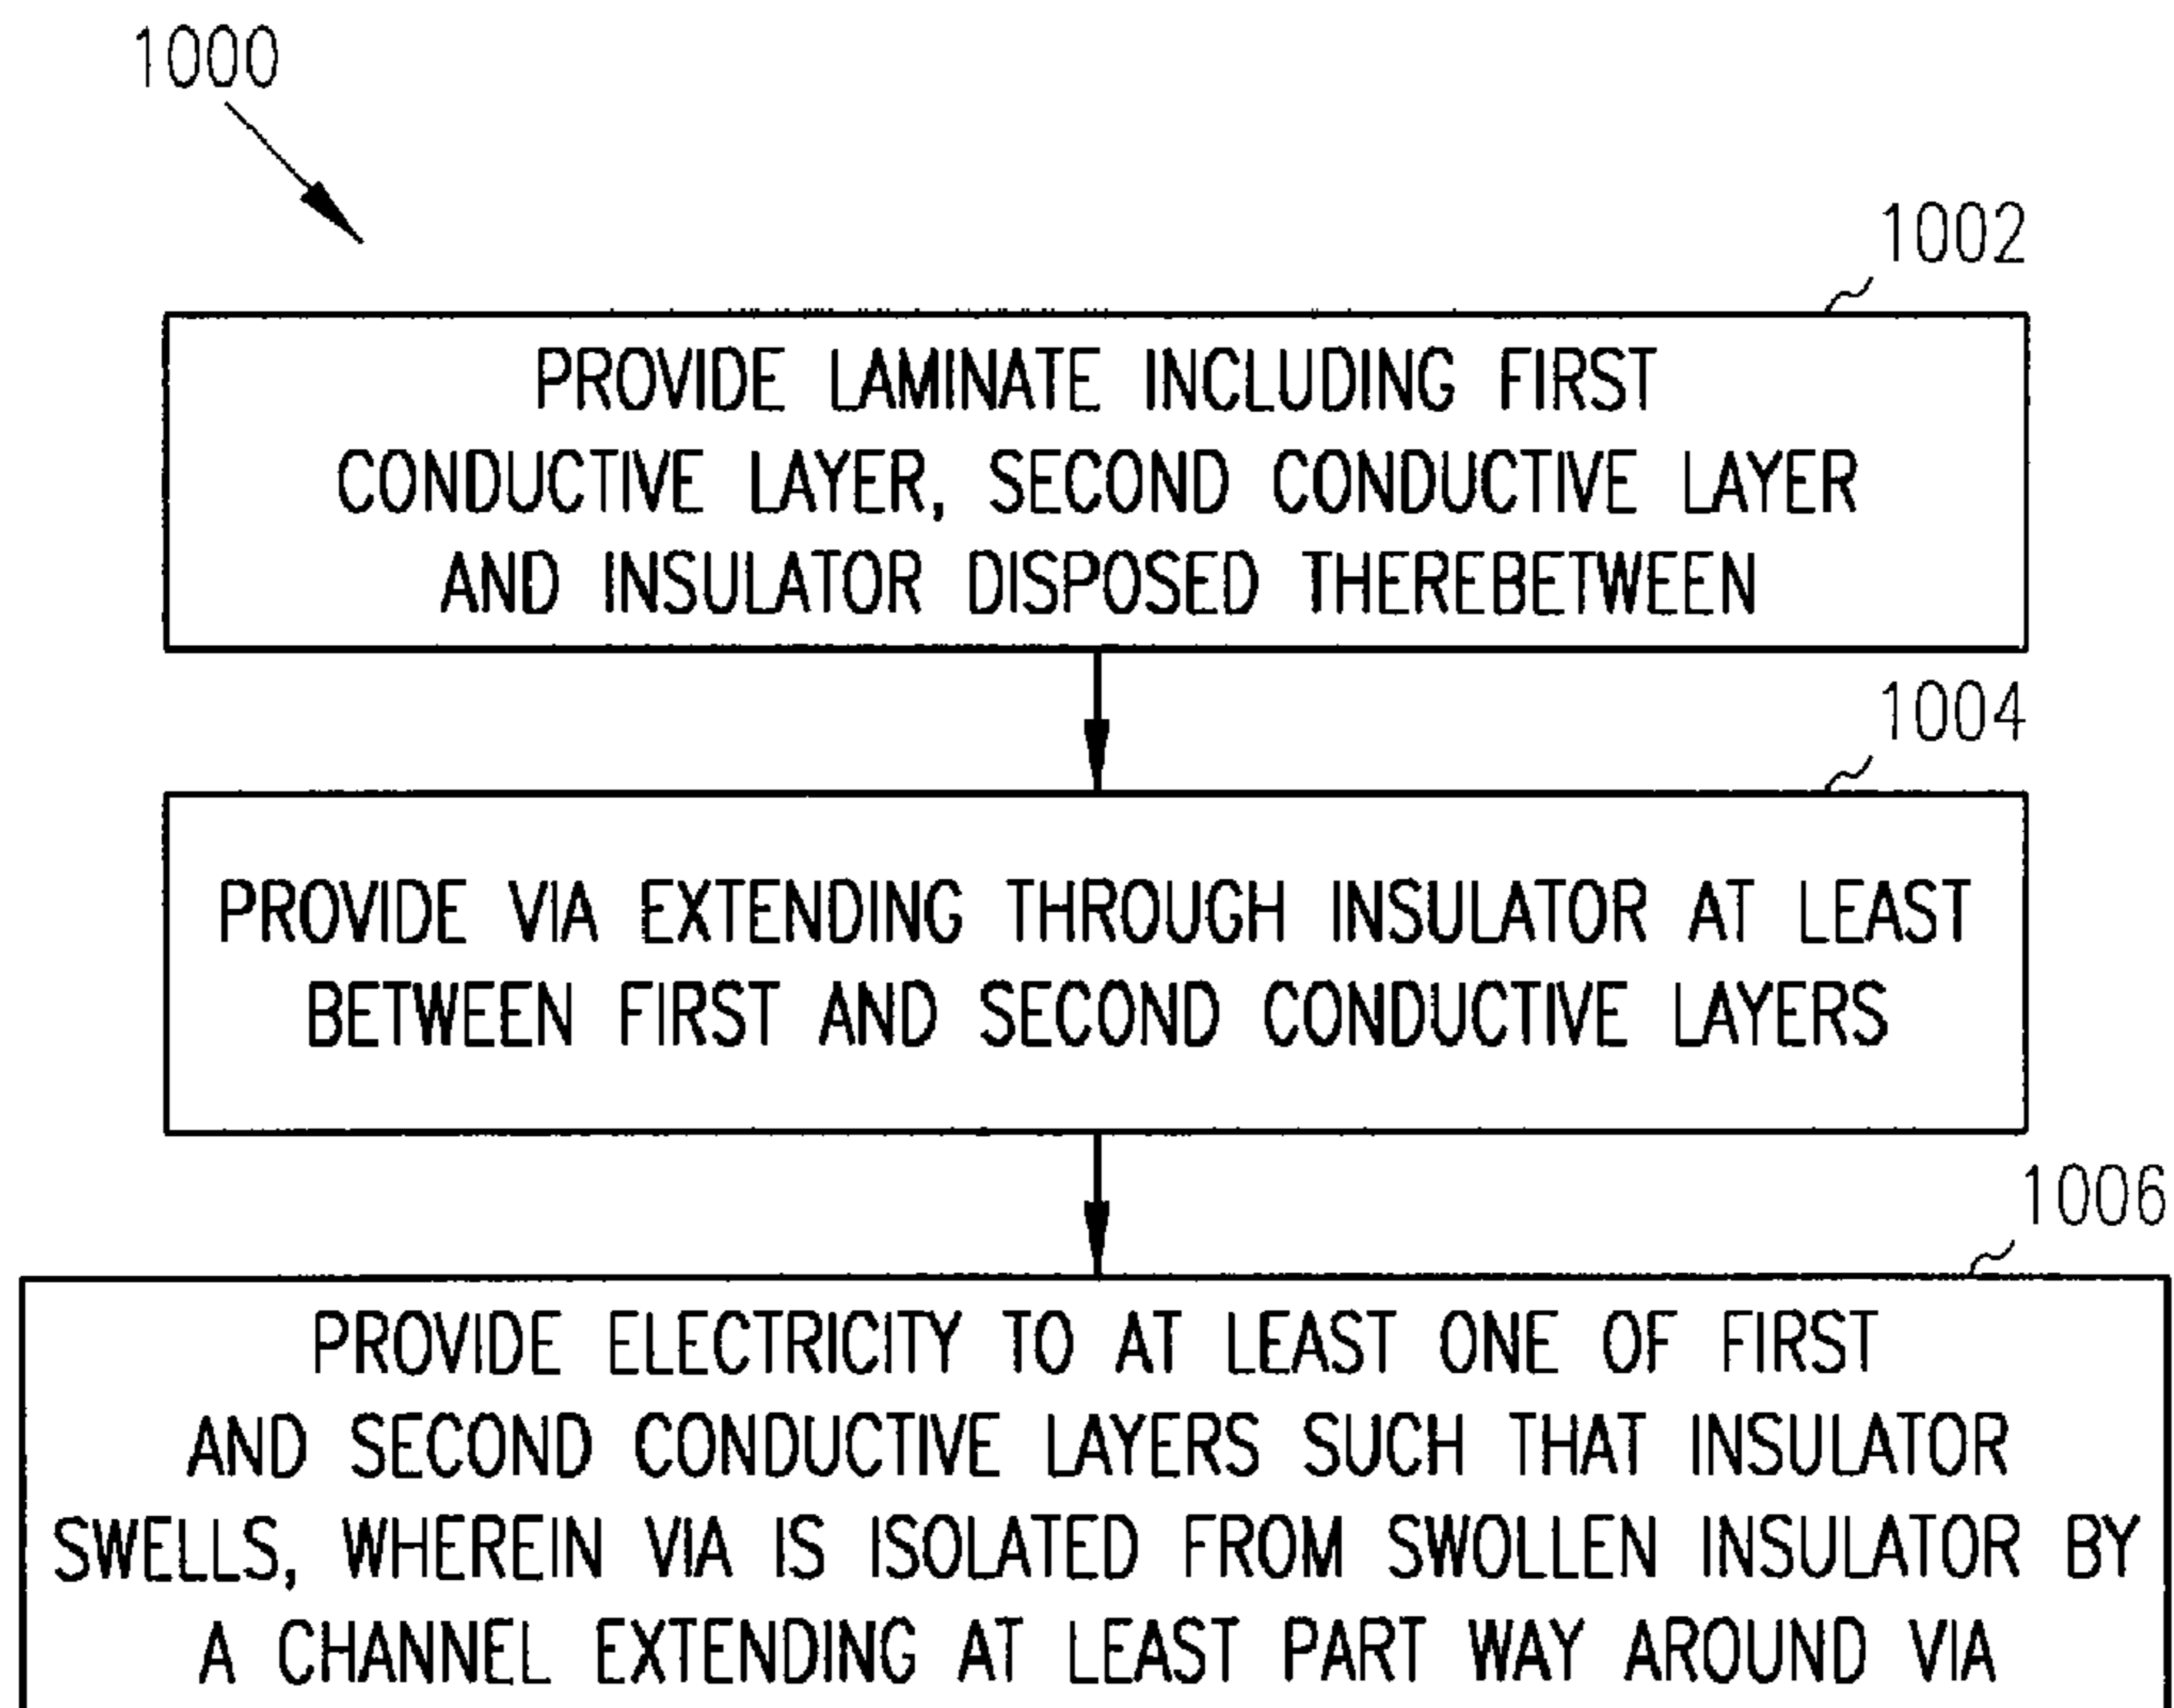 1000
1002
PROVIDE LAMINATE INCLUDING FIRST
CONDUCTIVE LAYER, SECOND CONDUCTIVE LAYER
AND INSULATOR DISPOSED THEREBETWEEN
1004
PROVIDE VIA EXTENDING THROUGH INSULATOR AT LEAST
BETWEEN FIRST AND SECOND CONDUCTIVE LAYERS
1006
PROVIDE ELECTRICITY TO AT LEAST ONE OF FIRST
AND SECOND CONDUCTIVE LAYERS SUCH THAT INSULATOR
SWELLS, WHEREIN VIA IS ISOLATED FROM SWOLLEN INSULATOR BY
A CHANNEL EXTENDING AT LEAST PART WAY AROUND VIA